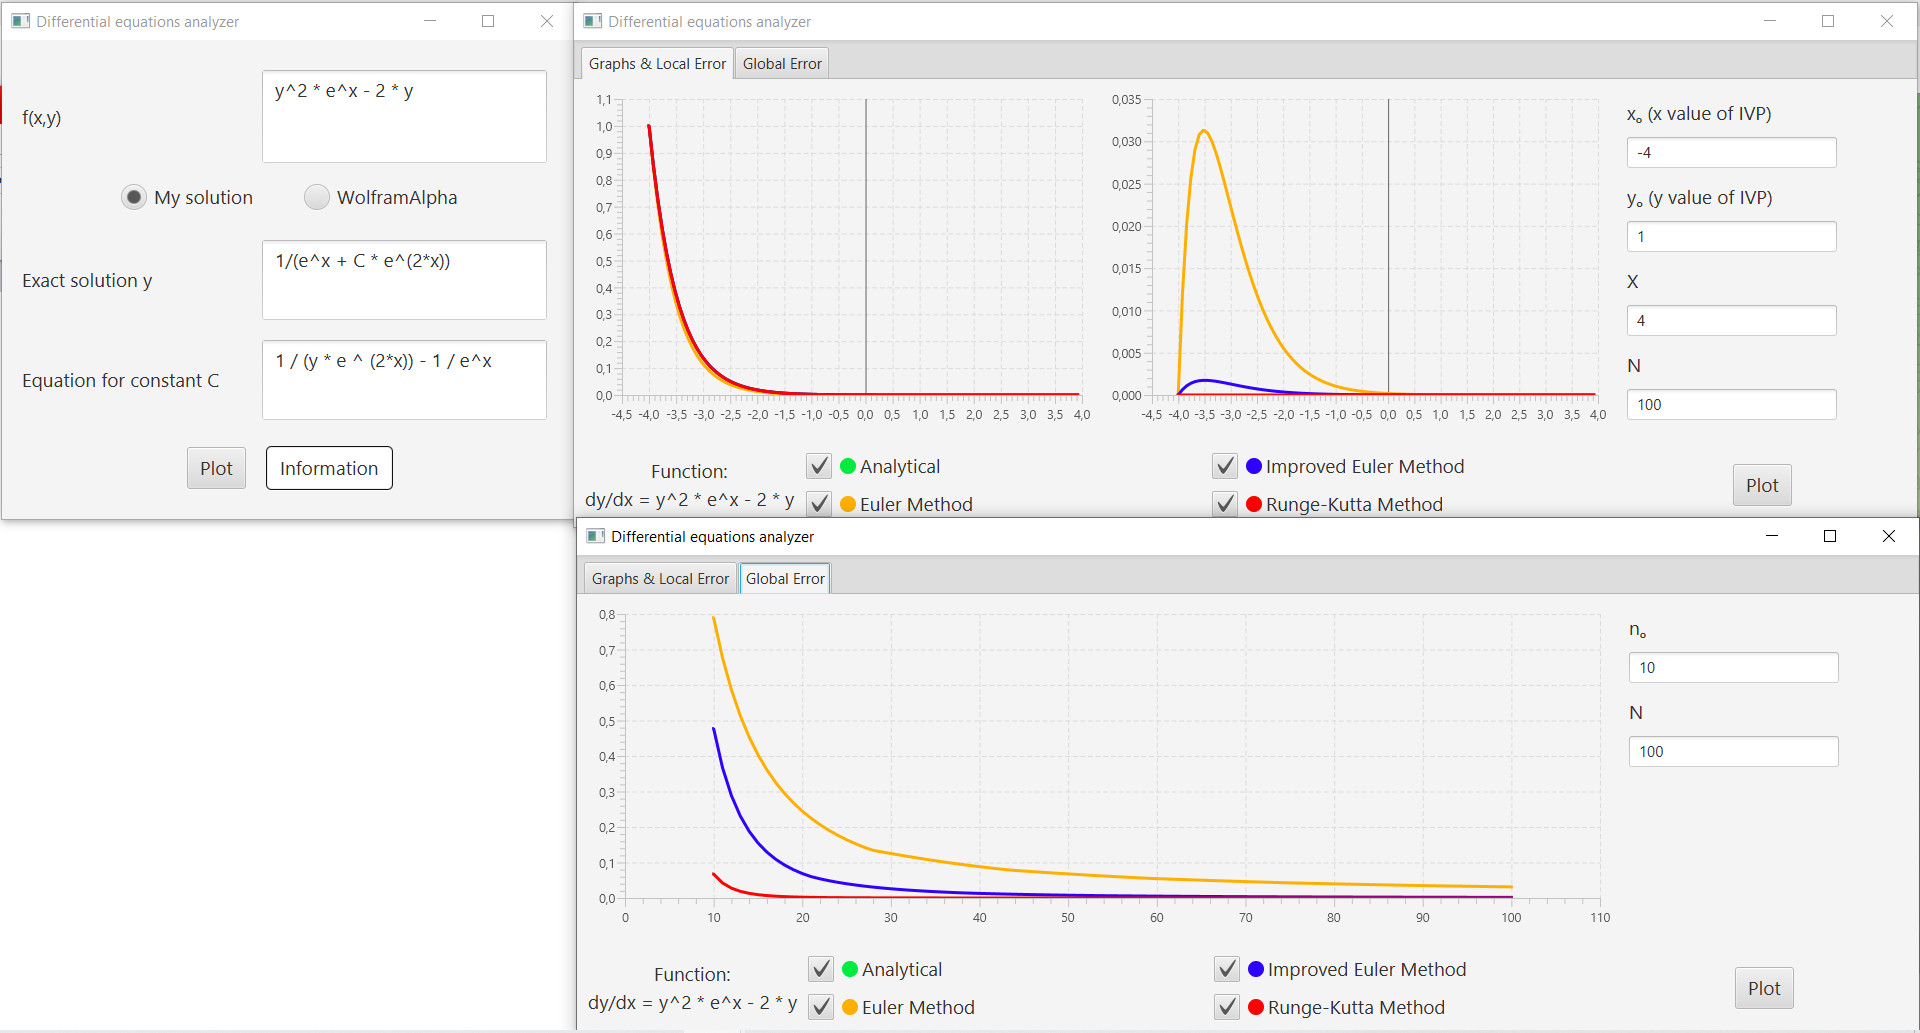 Differential equations analyzer
f(x,y)
y^2 * e^x - 2 * y
My solution
WolframAlpha
Exact solution y
1/(e^x + C * e^(2*x))
Equation for constant C
1 / (y * e ^ (2*x)) - 1 / e^x
Plot
Information
Differential equations analyzer
Graphs & Local Error
Global Error
1,1
1,0
0,9
0,8
0,7
0,6
0,5
0,4
0,3
0,2
0,1
0,0
-4,5 -4,0 -3,5 -3,0 -2,5 -2,0 -1,5 -1,0 -0,5 0,0 0,5 1,0 1,5 2,0 2,5 3,0 3,5 4,0
0,035
0,030
0,025
0,020
0,015
0,010
0,005
0,000
-4,5 -4,0 -3,5 -3,0 -2,5 -2,0 -1,5 -1,0 -0,5 0,0 0,5 1,0 1,5 2,0 2,5 3,0 3,5 4,0
x₀ (x value of IVP)
-4
y₀ (y value of IVP)
1
X
4
N
100
Function:
dy/dx = y^2 * e^x - 2 * y
Analytical
Euler Method
Improved Euler Method
Runge-Kutta Method
Plot
Differential equations analyzer
Graphs & Local Error
Global Error
0,8
0,7
0,6
0,5
0,4
0,3
0,2
0,1
0,0
0 10 20 30 40 50 60 70 80 90 100 110
n₀
10
N
100
Function:
dy/dx = y^2 * e^x - 2 * y
Analytical
Euler Method
Improved Euler Method
Runge-Kutta Method
Plot